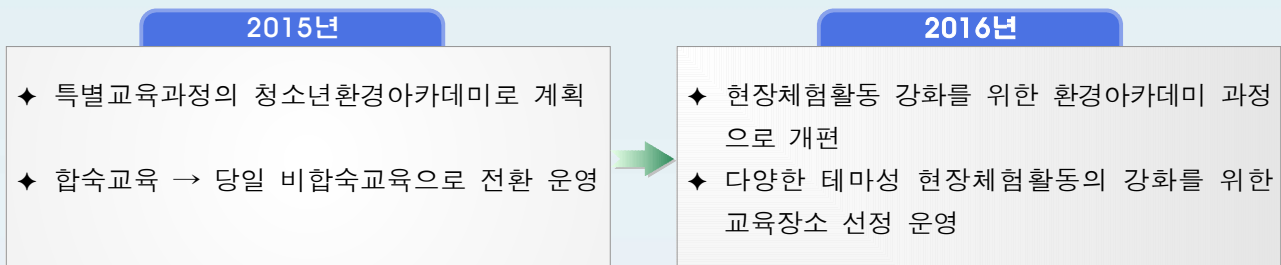 2015년
✦ 특별교육과정의 청소년환경아카데미로 계획
✦ 합숙교육 → 당일 비합숙교육으로 전환 운영
2016년
✦ 현장체험활동 강화를 위한 환경아카데미 과정
으로 개편
✦ 다양한 테마성 현장체험활동의 강화를 위한
교육장소 선정 운영